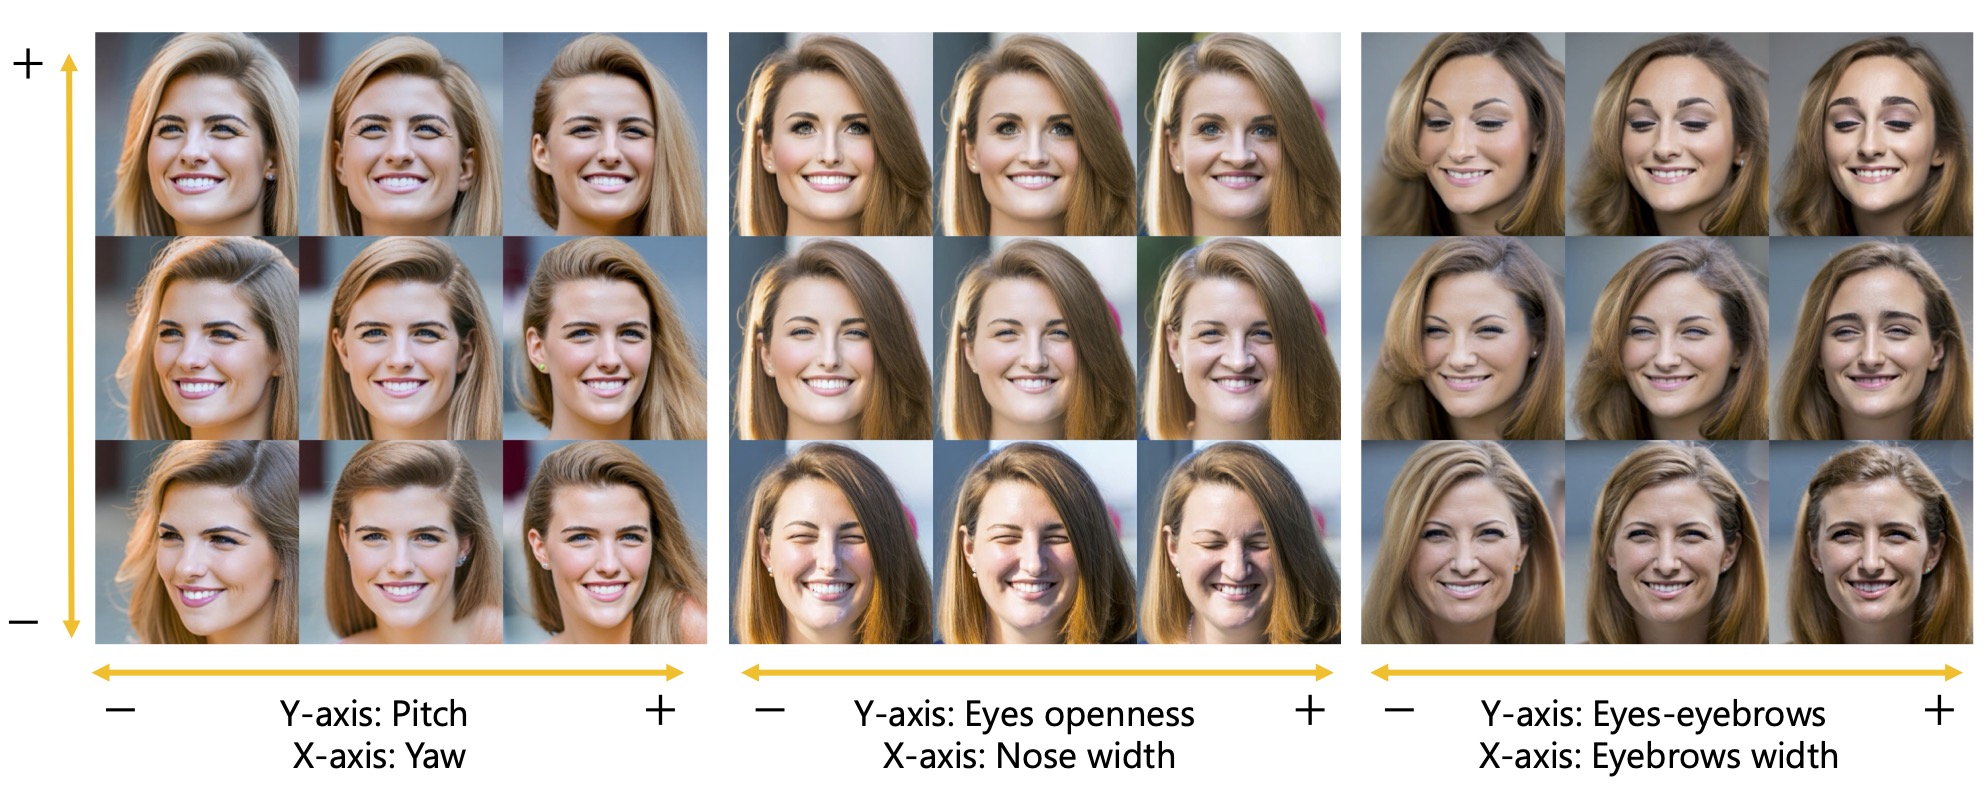 +
−
− Y-axis: Pitch +
X-axis: Yaw
− Y-axis: Eyes openness +
X-axis: Nose width
− Y-axis: Eyes-eyebrows +
X-axis: Eyebrows width